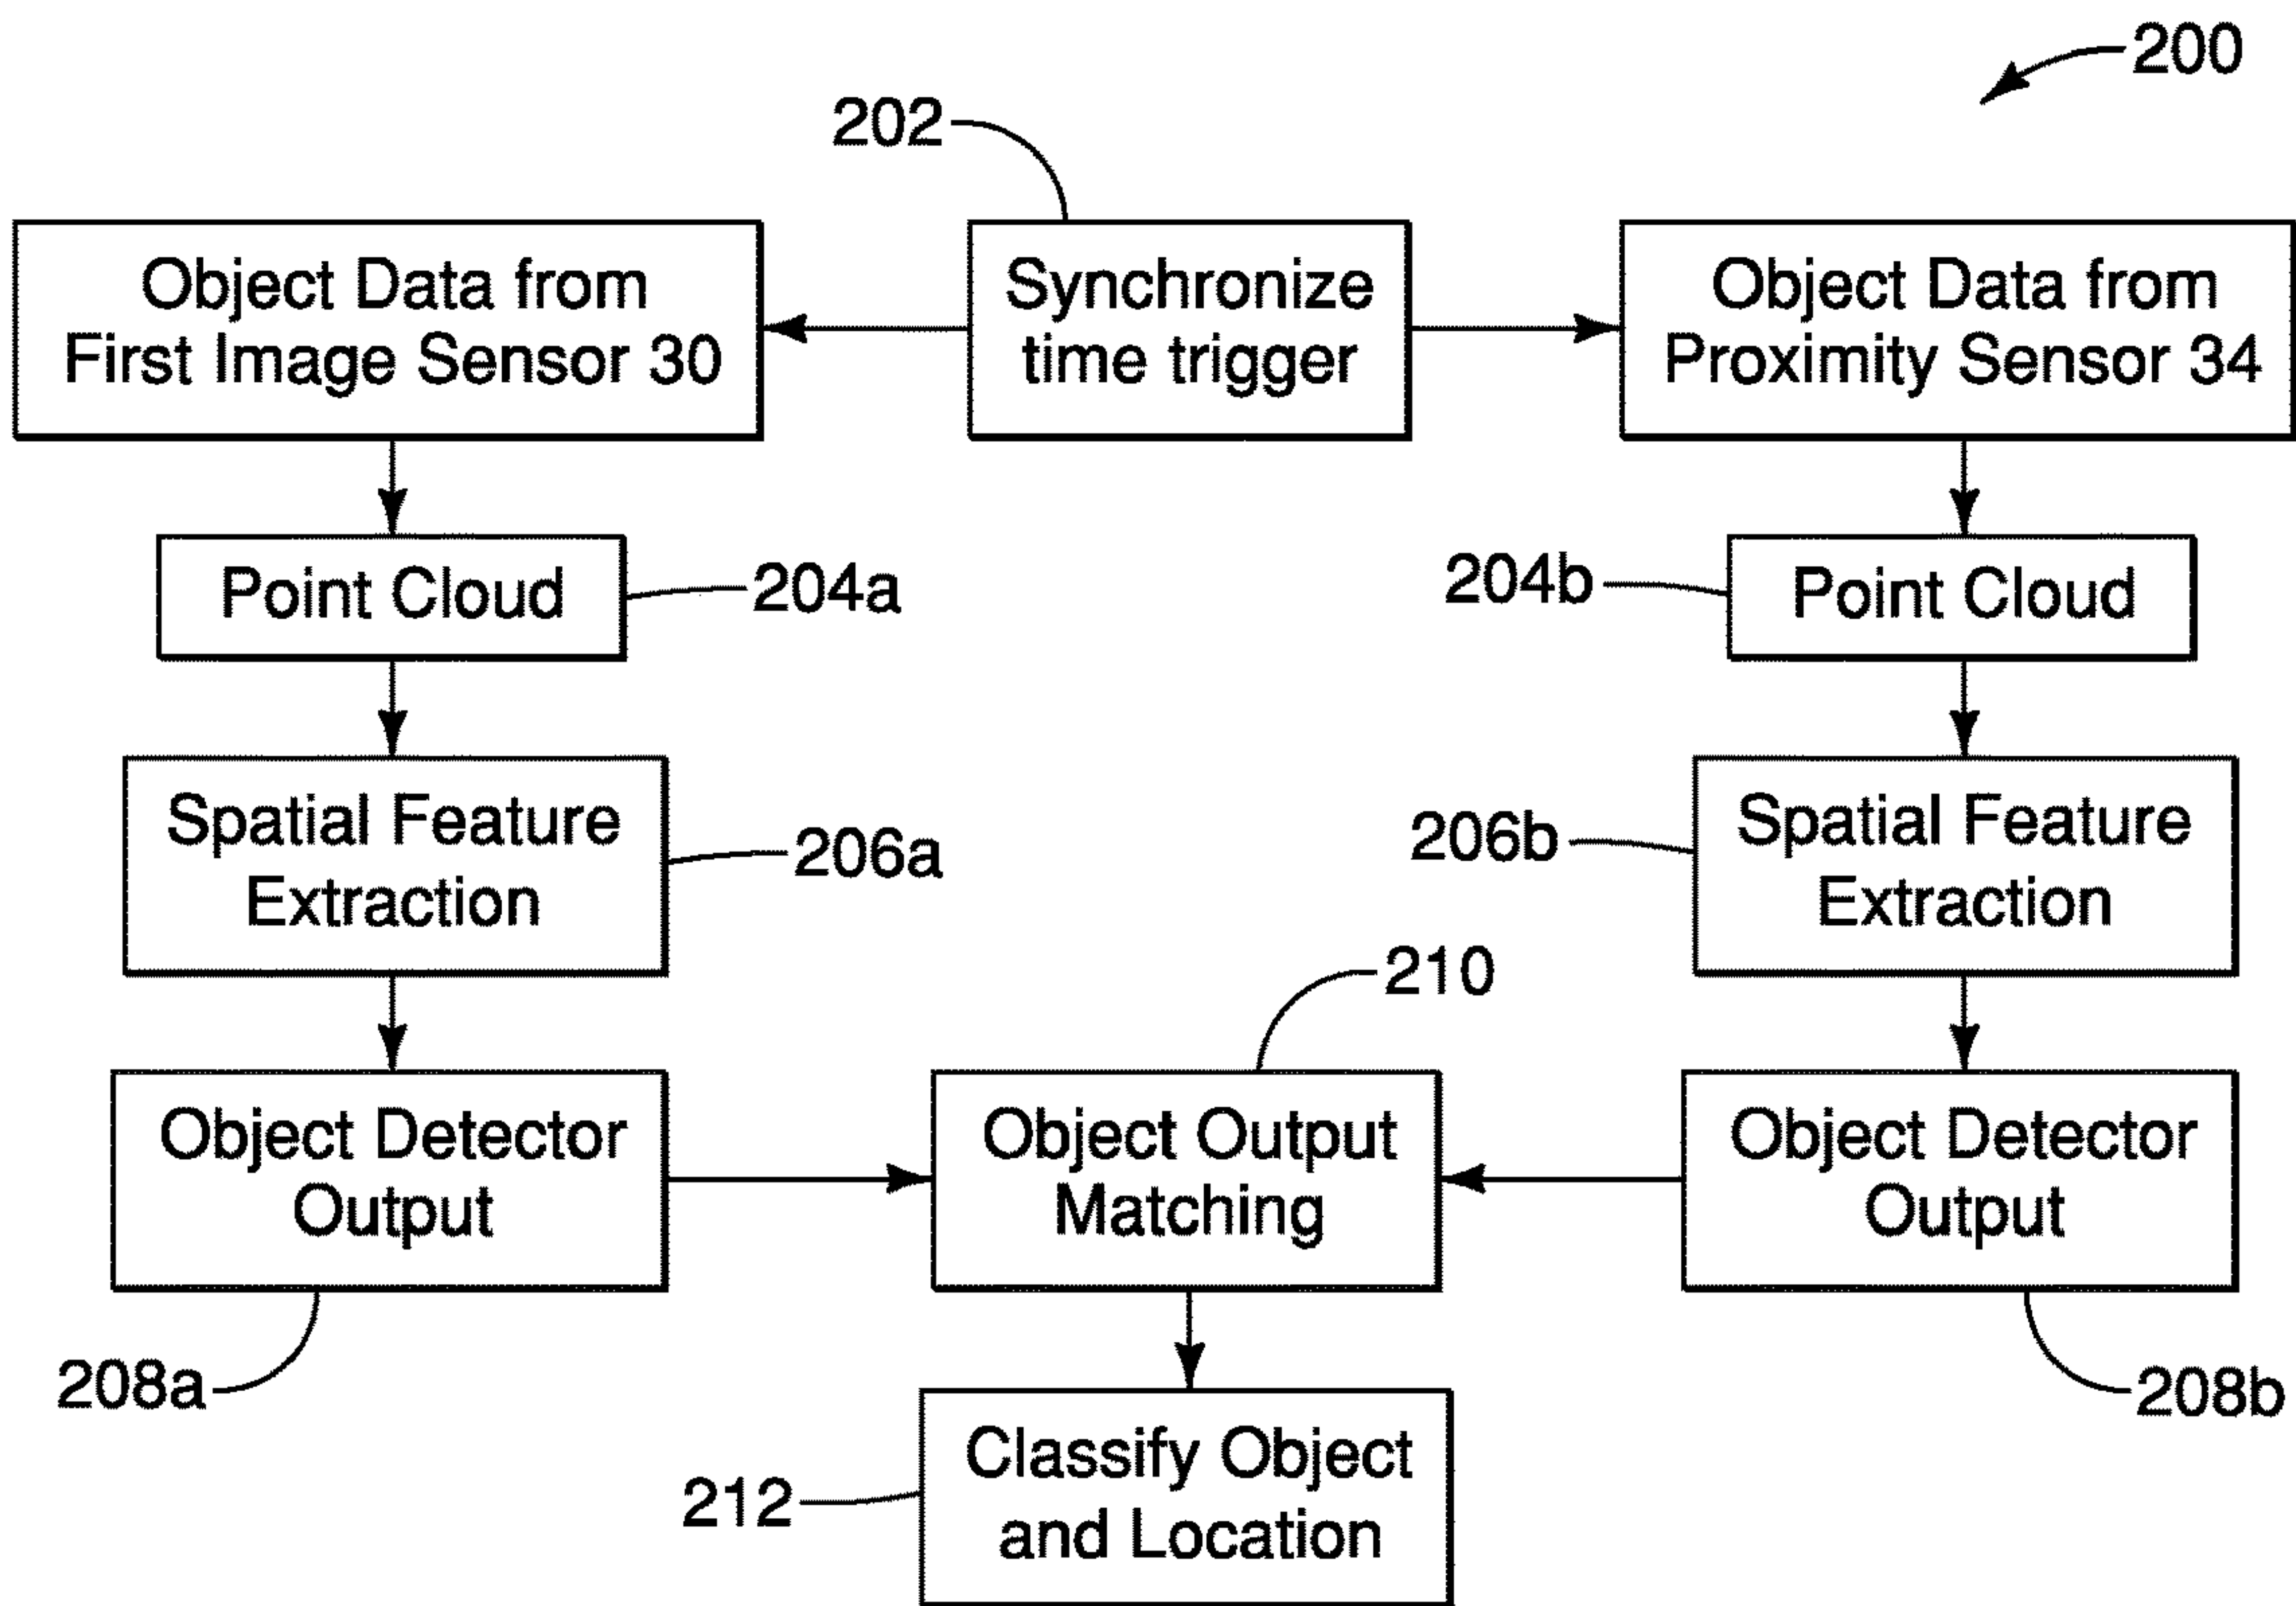 200
202
Object Data from
First Image Sensor 30
Synchronize
time trigger
Object Data from
Proximity Sensor 34
Point Cloud
204a
204b
Point Cloud
Spatial Feature
Extraction
206a
206b
Spatial Feature
Extraction
210
Object Detector
Output
Object Output
Matching
Object Detector
Output
208a
208b
212
Classify Object
and Location